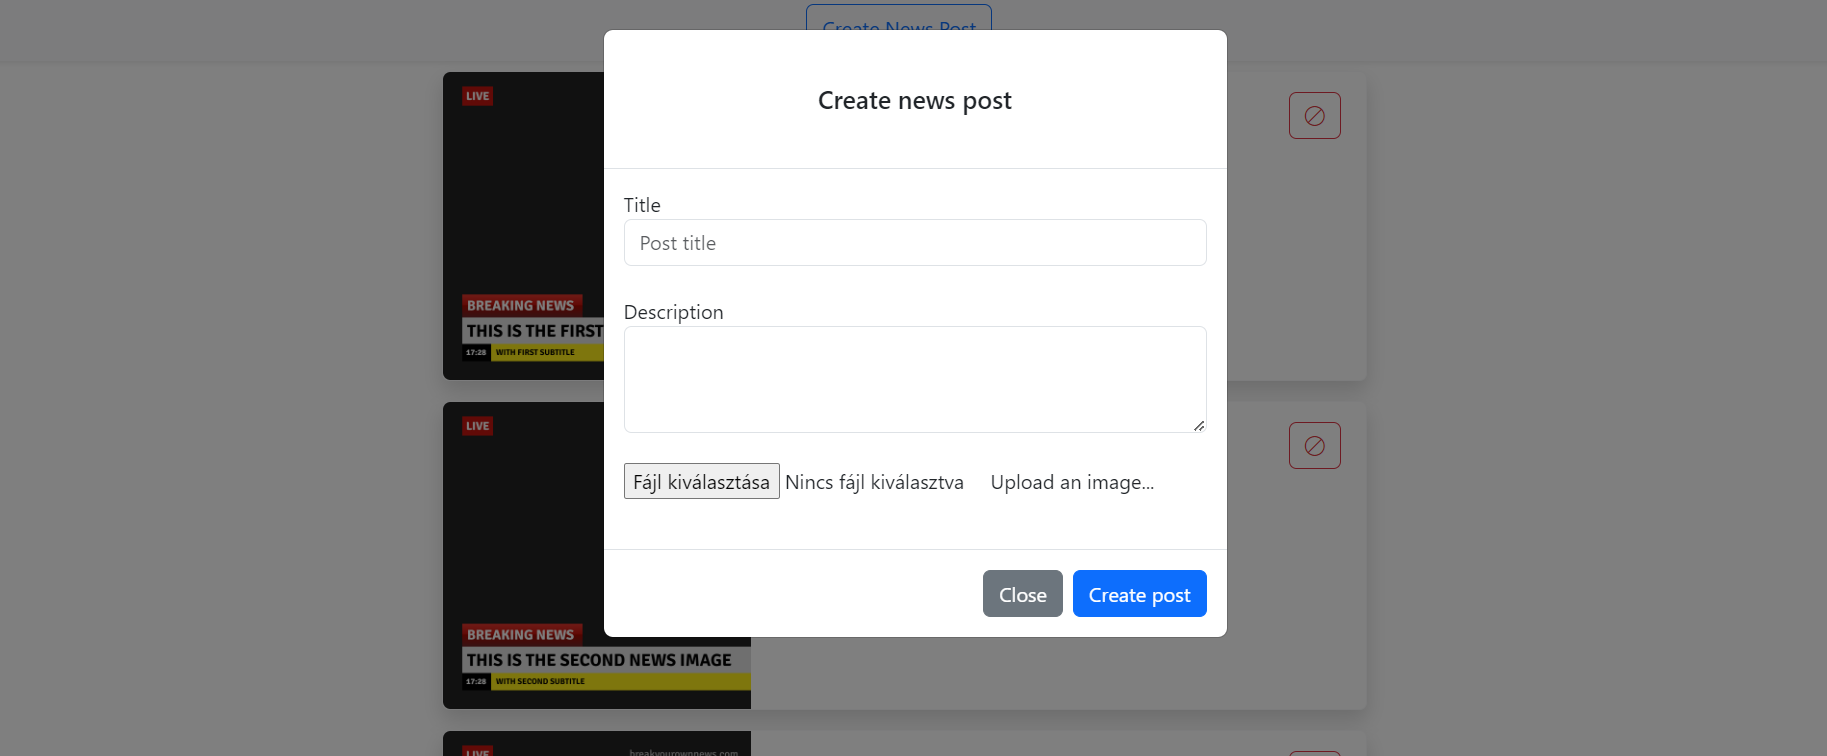 Create News Post
Create news post
Title
Post title
Description
Fájl kiválasztása Nincs fájl kiválasztva Upload an image...
Close Create post
LIVE
BREAKING NEWS
THIS IS THE FIRST
17:28 WITH FIRST SUBTITLE
LIVE
BREAKING NEWS
THIS IS THE SECOND NEWS IMAGE
17:28 WITH SECOND SUBTITLE
LIVE
breakyourownnews.com